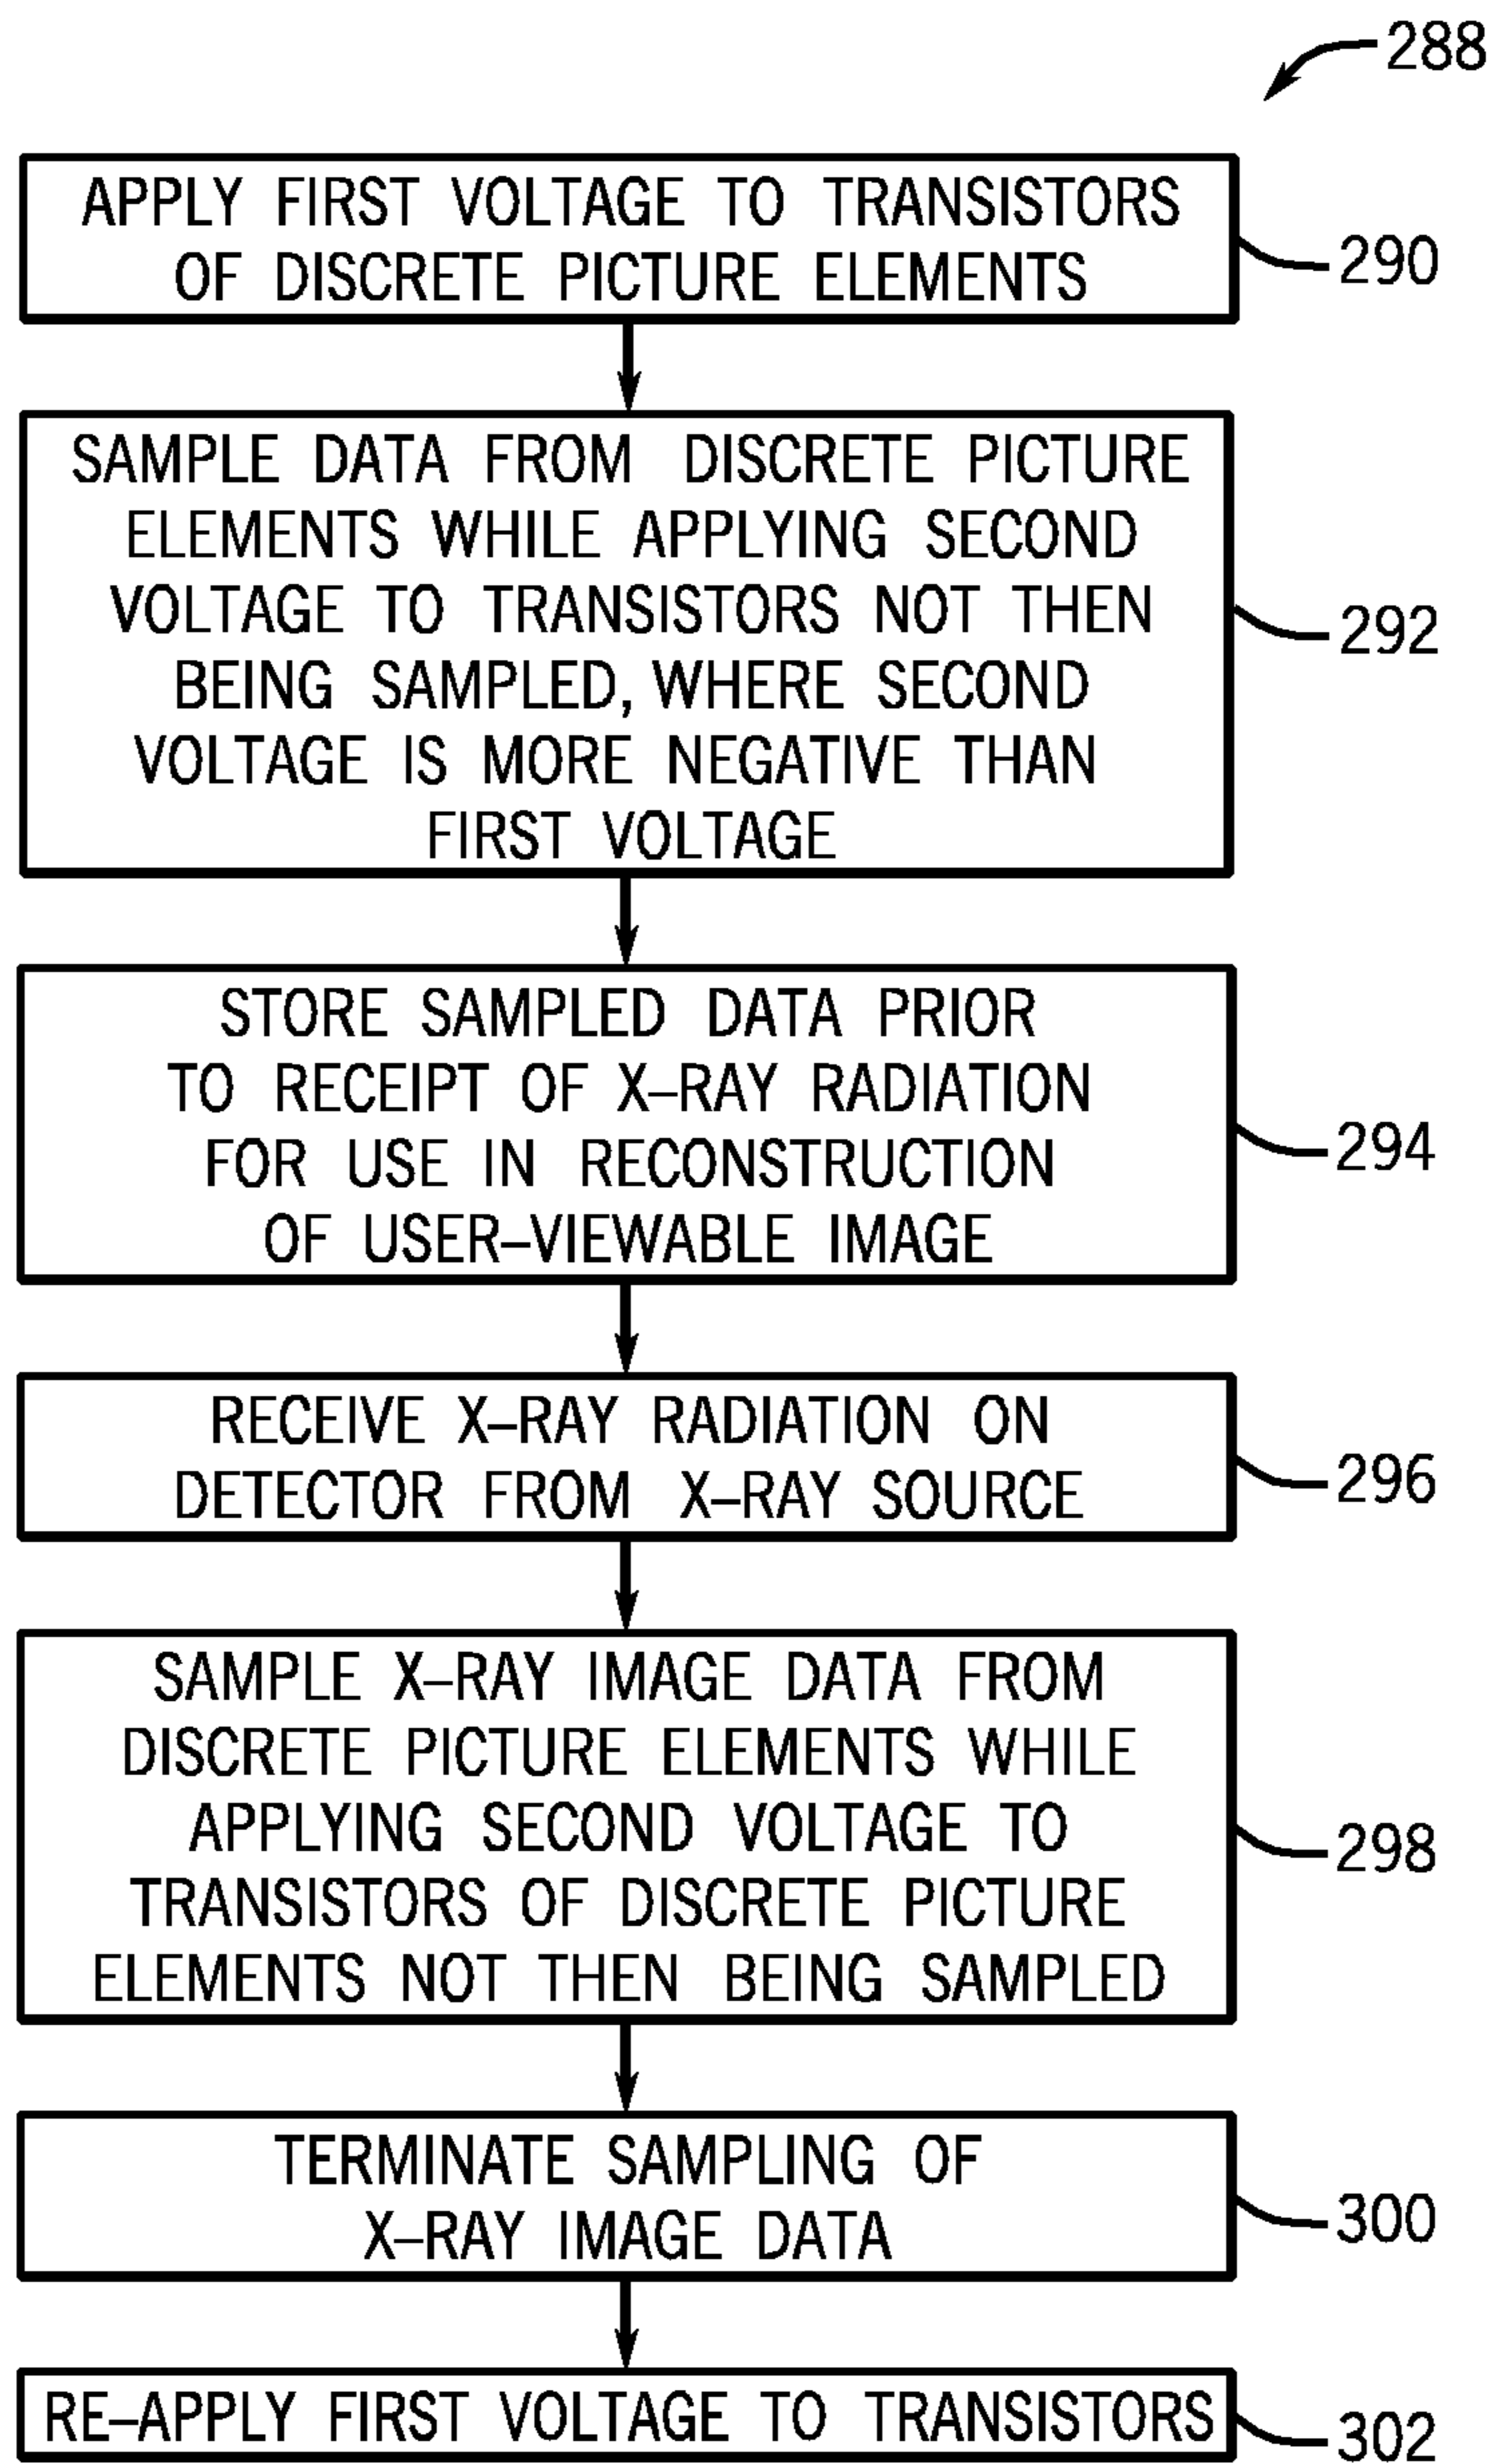 288
APPLY FIRST VOLTAGE TO TRANSISTORS
OF DISCRETE PICTURE ELEMENTS
290
SAMPLE DATA FROM DISCRETE PICTURE
ELEMENTS WHILE APPLYING SECOND
VOLTAGE TO TRANSISTORS NOT THEN
BEING SAMPLED, WHERE SECOND
VOLTAGE IS MORE NEGATIVE THAN
FIRST VOLTAGE
292
STORE SAMPLED DATA PRIOR
TO RECEIPT OF X–RAY RADIATION
FOR USE IN RECONSTRUCTION
OF USER–VIEWABLE IMAGE
294
RECEIVE X–RAY RADIATION ON
DETECTOR FROM X–RAY SOURCE
296
SAMPLE X–RAY IMAGE DATA FROM
DISCRETE PICTURE ELEMENTS WHILE
APPLYING SECOND VOLTAGE TO
TRANSISTORS OF DISCRETE PICTURE
ELEMENTS NOT THEN BEING SAMPLED
298
TERMINATE SAMPLING OF
X–RAY IMAGE DATA
300
RE–APPLY FIRST VOLTAGE TO TRANSISTORS
302